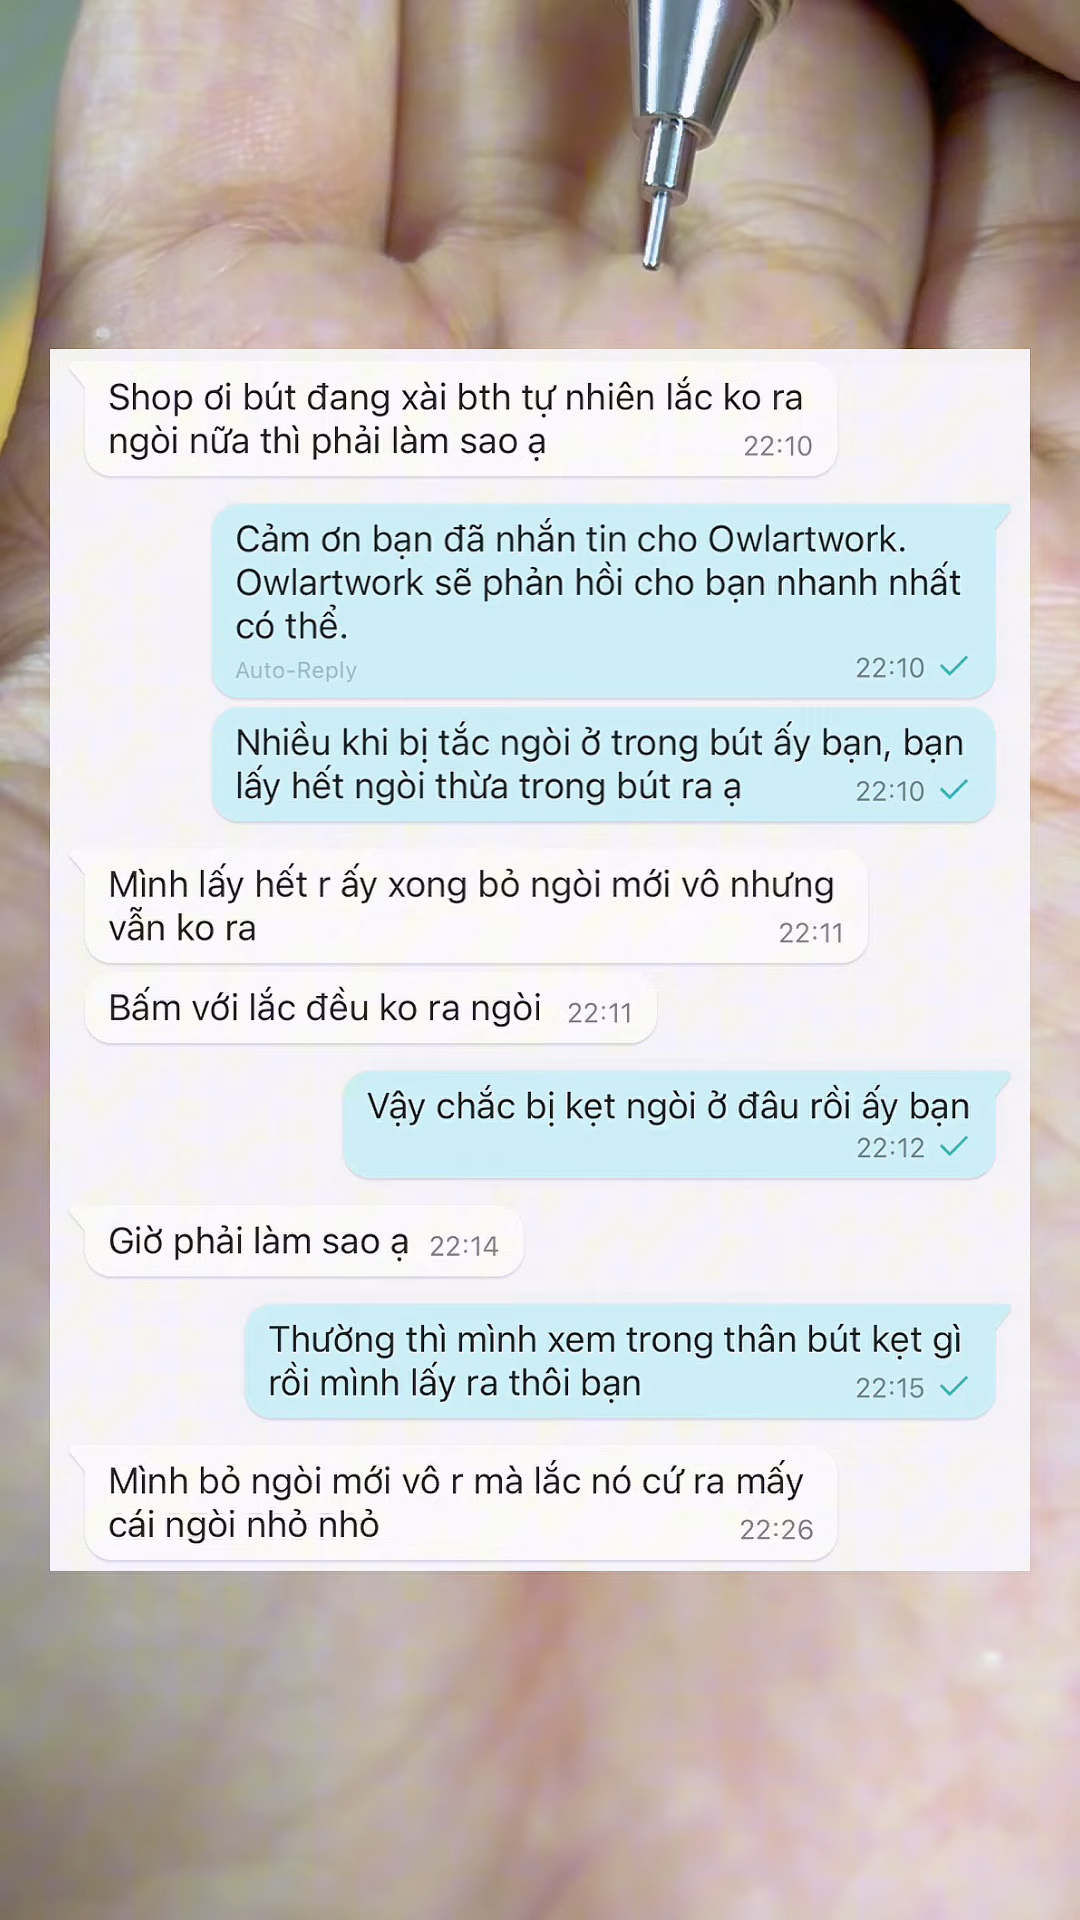 Shop ơi bút đang xài bth tự nhiên lắc ko ra
ngòi nữa thì phải làm sao ạ
22:10
Cảm ơn bạn đã nhắn tin cho Owlartwork.
Owlartwork sẽ phản hồi cho bạn nhanh nhất
có thể.
Auto-Reply
22:10
Nhiều khi bị tắc ngòi ở trong bút ấy bạn, bạn
lấy hết ngòi thừa trong bút ra ạ
22:10
Mình lấy hết r ấy xong bỏ ngòi mới vô nhưng
vẫn ko ra
22:11
Bấm với lắc đều ko ra ngòi
22:11
Vậy chắc bị kẹt ngòi ở đâu rồi ấy bạn
22:12
Giờ phải làm sao ạ
22:14
Thường thì mình xem trong thân bút kẹt gì
rồi mình lấy ra thôi bạn
22:15
Mình bỏ ngòi mới vô r mà lắc nó cứ ra mấy
cái ngòi nhỏ nhỏ
22:26